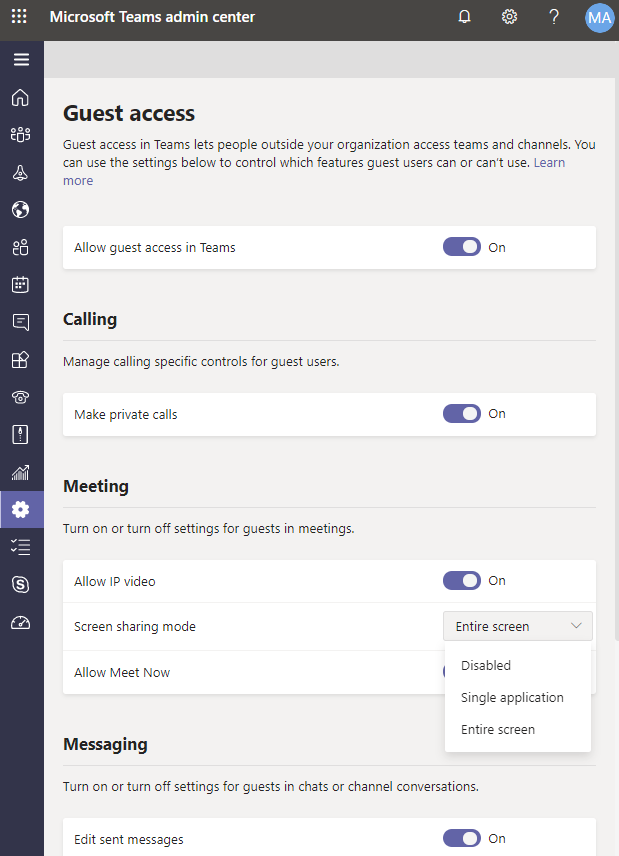 Microsoft Teams admin center
?
MA
Guest access
Guest access in Teams lets people outside your organization access teams and channels. You
can use the settings below to control which features guest users can or can't use. Learn
more
Allow guest access in Teams
On
Calling
Manage calling specific controls for guest users.
Make private calls
On
Meeting
Turn on or turn off settings for guests in meetings.
Allow IP video
On
Screen sharing mode
Entire screen
Disabled
Single application
Entire screen
Allow Meet Now
Messaging
Turn on or turn off settings for guests in chats or channel conversations.
Edit sent messages
On